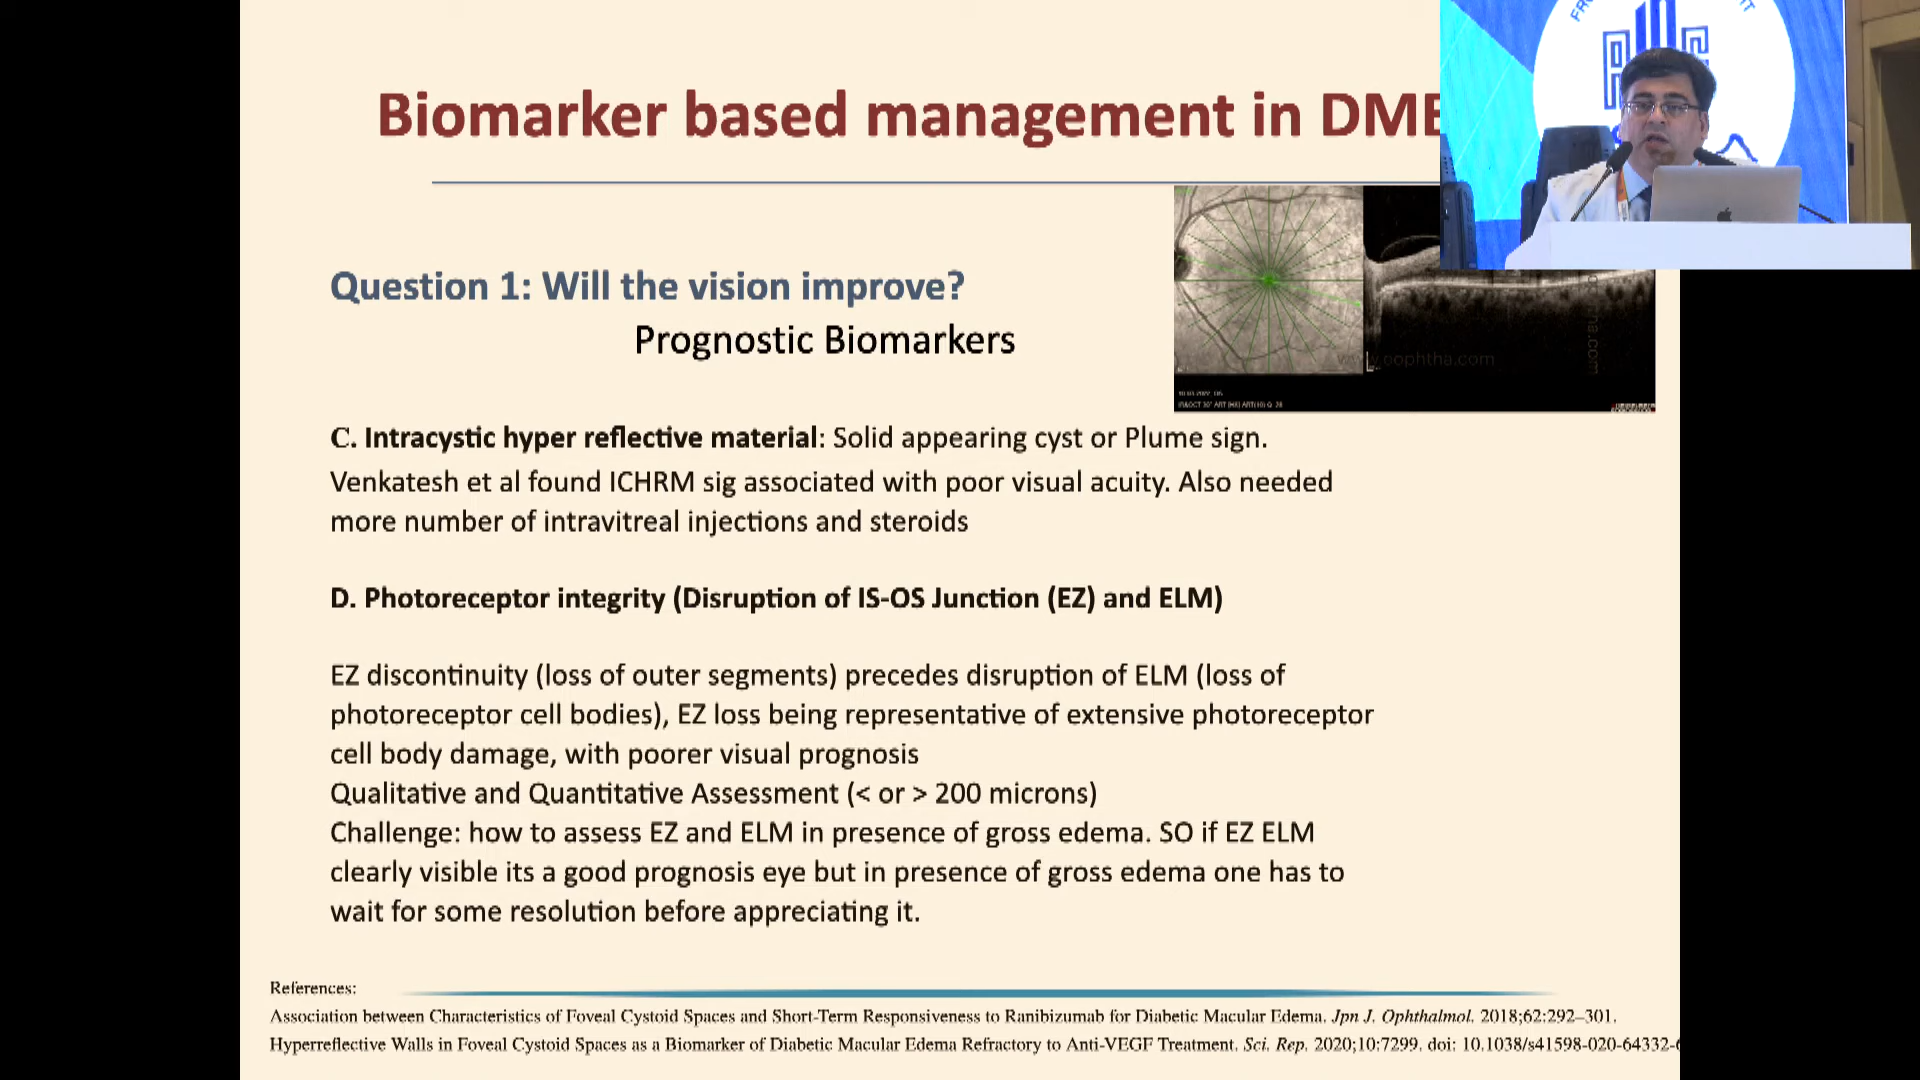 Biomarker based management in DME
Question 1: Will the vision improve?
Prognostic Biomarkers
www.oophtha.com
C. Intracystic hyper reflective material: Solid appearing cyst or Plume sign.
Venkatesh et al found ICHRM sig associated with poor visual acuity. Also needed
more number of intravitreal injections and steroids
D. Photoreceptor integrity (Disruption of IS-OS Junction (EZ) and ELM)
EZ discontinuity (loss of outer segments) precedes disruption of ELM (loss of
photoreceptor cell bodies), EZ loss being representative of extensive photoreceptor
cell body damage, with poorer visual prognosis
Qualitative and Quantitative Assessment (< or > 200 microns)
Challenge: how to assess EZ and ELM in presence of gross edema. SO if EZ ELM
clearly visible its a good prognosis eye but in presence of gross edema one has to
wait for some resolution before appreciating it.
References:
Association between Characteristics of Foveal Cystoid Spaces and Short-Term Responsiveness to Ranibizumab for Diabetic Macular Edema. Jpn J. Ophthalmol. 2018;62:292–301.
Hyperreflective Walls in Foveal Cystoid Spaces as a Biomarker of Diabetic Macular Edema Refractory to Anti-VEGF Treatment. Sci. Rep. 2020;10:7299. doi: 10.1038/s41598-020-64332-